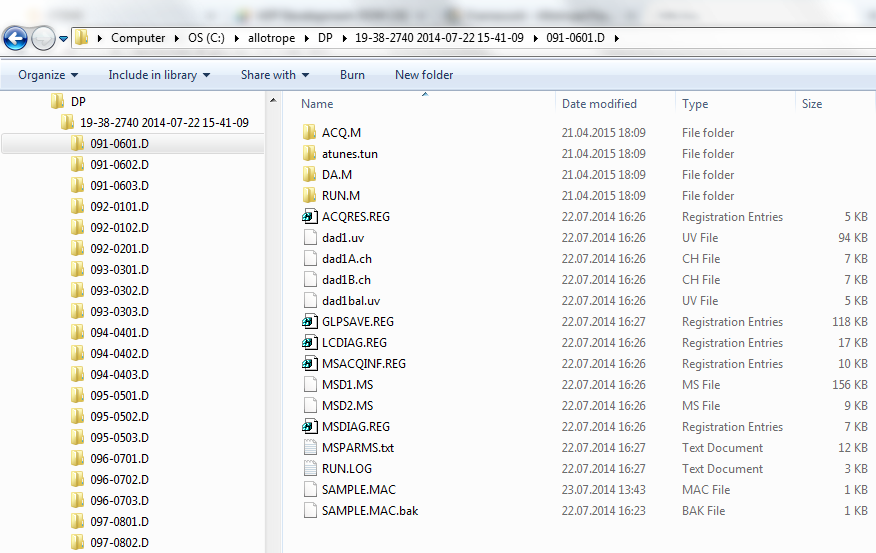 Computer OS (C:) allotrope DP 19-38-2740 2014-07-22 15-41-09 091-0601.D
Organize Include in library Share with Burn New folder
DP
19-38-2740 2014-07-22 15-41-09
091-0601.D
091-0602.D
091-0603.D
092-0101.D
092-0102.D
092-0201.D
093-0301.D
093-0302.D
093-0303.D
094-0401.D
094-0402.D
094-0403.D
095-0501.D
095-0502.D
095-0503.D
096-0701.D
096-0702.D
096-0703.D
097-0801.D
097-0802.D
Name Date modified Type Size
ACQ.M 21.04.2015 18:09 File folder
atunes.tun 21.04.2015 18:09 File folder
DA.M 21.04.2015 18:09 File folder
RUN.M 21.04.2015 18:09 File folder
ACQRES.REG 22.07.2014 16:26 Registration Entries 5 KB
dad1.uv 22.07.2014 16:26 UV File 94 KB
dad1A.ch 22.07.2014 16:26 CH File 7 KB
dad1B.ch 22.07.2014 16:26 CH File 7 KB
dad1bal.uv 22.07.2014 16:26 UV File 5 KB
GLPSAVE.REG 22.07.2014 16:27 Registration Entries 118 KB
LCDIAG.REG 22.07.2014 16:26 Registration Entries 17 KB
MSACQINF.REG 22.07.2014 16:26 Registration Entries 10 KB
MSD1.MS 22.07.2014 16:26 MS File 156 KB
MSD2.MS 22.07.2014 16:26 MS File 9 KB
MSDIAG.REG 22.07.2014 16:26 Registration Entries 7 KB
MSPARMS.txt 22.07.2014 16:27 Text Document 12 KB
RUN.LOG 22.07.2014 16:27 Text Document 3 KB
SAMPLE.MAC 23.07.2014 13:43 MAC File 1 KB
SAMPLE.MAC.bak 22.07.2014 16:23 BAK File 1 KB